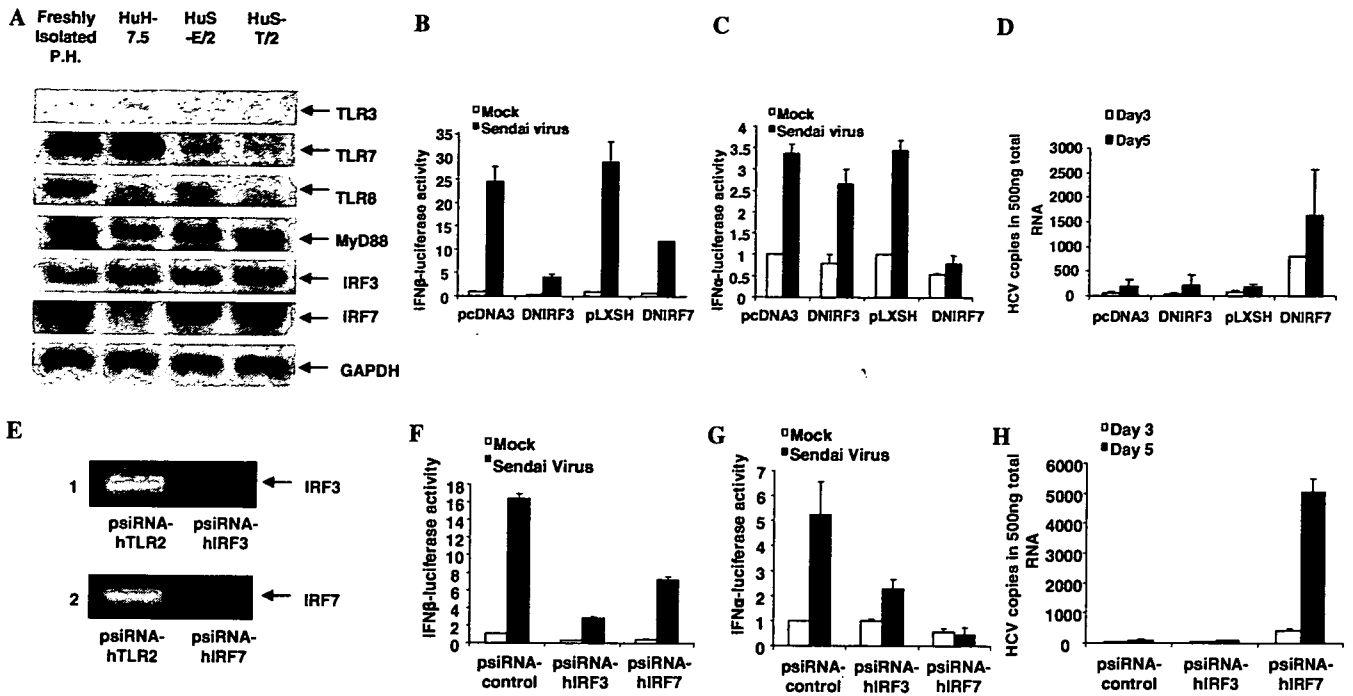 A
Freshly
Isolated
P.H.
HuH-
7.5
HuS
-E/2
HuS-
T/2
TLR3
TLR7
TLR8
MyD88
IRF3
IRF7
GAPDH
B
Mock
Sendai virus
IFNβ-luciferase activity
35
30
25
20
15
10
5
0
pcDNA3 DNIRF3 pLXSH DNIRF7
C
Mock
Sendai virus
IFNα-luciferase activity
4
3.5
3
2.5
2
1.5
1
0.5
0
pcDNA3 DNIRF3 pLXSH DNIRF7
D
Day3
Day5
HCV copies in 500ng total
RNA
3000
2500
2000
1500
1000
500
0
pcDNA3 DNIRF3 pLXSH DNIRF7
E
1
IRF3
psiRNA-
hTLR2
psiRNA-
hIRF3
2
IRF7
psiRNA-
hTLR2
psiRNA-
hIRF7
F
Mock
Sendai Virus
IFNβ-luciferase activity
18
16
14
12
10
8
6
4
2
0
psiRNA-
control
psiRNA-
hIRF3
psiRNA-
hIRF7
G
Mock
Sendai Virus
IFNα-luciferase activity
7
6
5
4
3
2
1
0
psiRNA-
control
psiRNA-
hIRF3
psiRNA-
hIRF7
H
Day 3
Day 5
HCV copies in 500ng total
RNA
6000
5000
4000
3000
2000
1000
0
psiRNA-
control
psiRNA-
hIRF3
psiRNA-
hIRF7